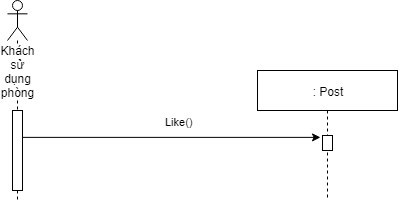 Khách
sử
dụng
phòng
: Post
Like()